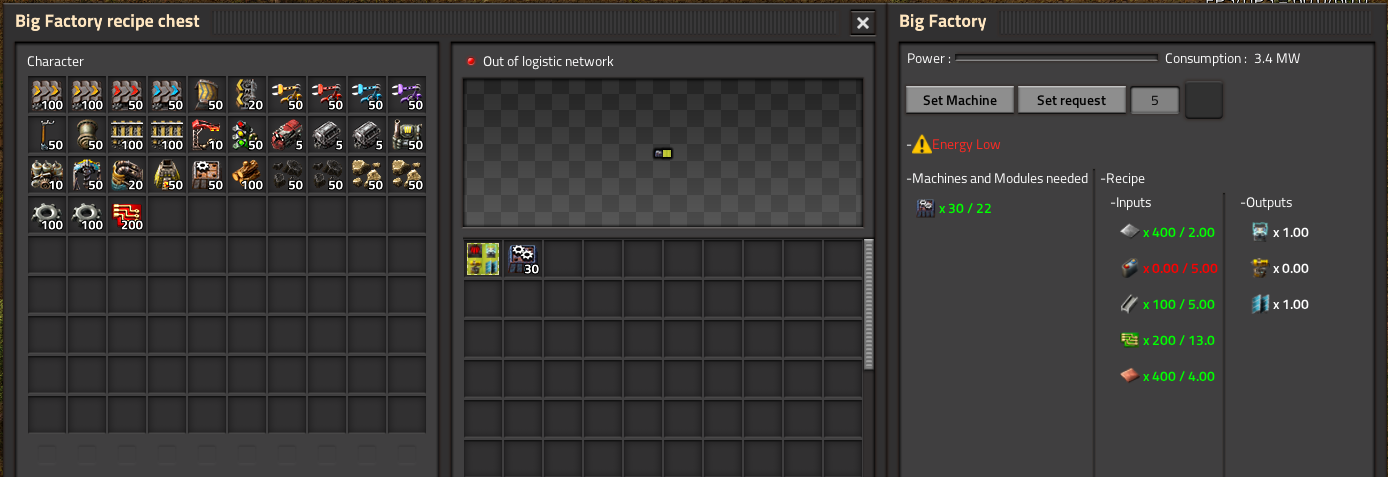 Big Factory recipe chest
Character
100 100 50 50 50 20 50 50 50 50
50 50 100 100 10 50 5 5 5 50
10 50 20 50 50 100 50 50 50 50
100 100 200
Out of logistic network
30
Big Factory
Power : Consumption : 3.4 MW
Set Machine Set request 5
-Energy Low
-Machines and Modules needed
x 30 / 22
-Recipe
-Inputs
x 400 / 2.00
x 0.00 / 5.00
x 100 / 5.00
x 200 / 13.0
x 400 / 4.00
-Outputs
x 1.00
x 0.00
x 1.00